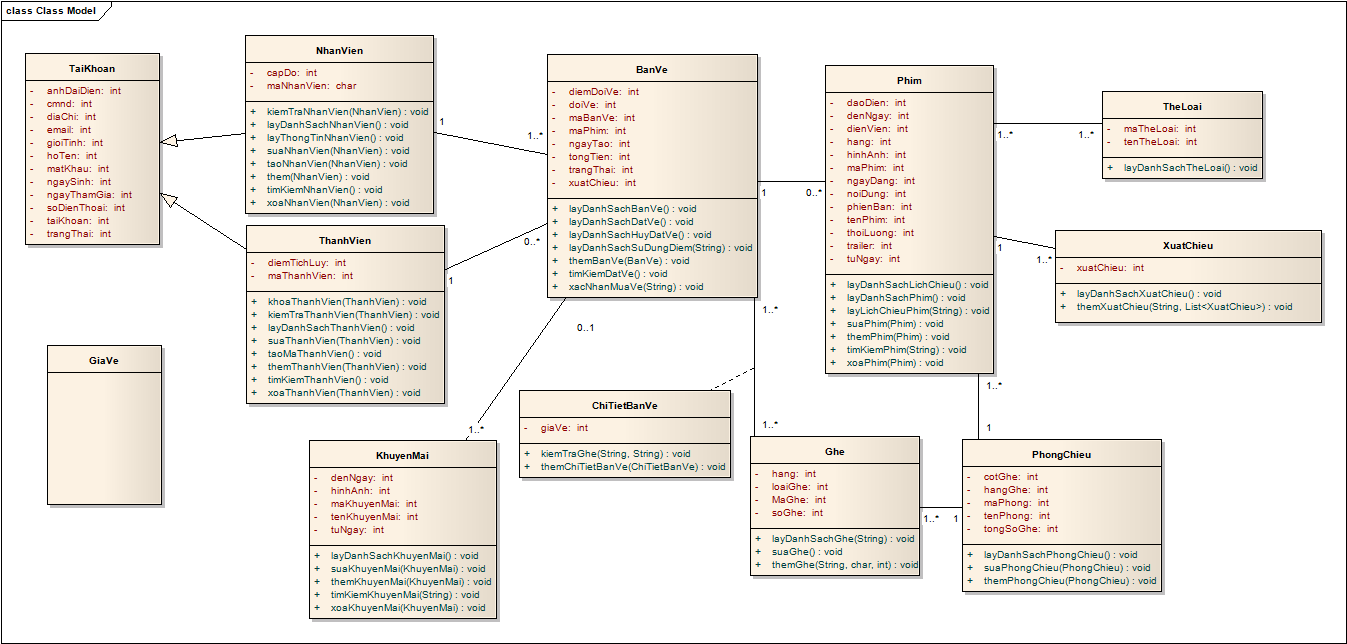 class Class Model
TaiKhoan
- anhDaiDien: int
- cmnd: int
- diaChi: int
- email: int
- gioiTinh: int
- hoTen: int
- matKhau: int
- ngaySinh: int
- ngayThamGia: int
- soDienThoai: int
- taiKhoan: int
- trangThai: int
NhanVien
- capDo: int
- maNhanVien: char
+ kiemTraNhanVien(NhanVien) : void
+ layDanhSachNhanVien() : void
+ layThongTinNhanVien() : void
+ suaNhanVien(NhanVien) : void
+ taoNhanVien(NhanVien) : void
+ them(NhanVien) : void
+ timKiemNhanVien() : void
+ xoaNhanVien(NhanVien) : void
1
1..*
ThanhVien
- diemTichLuy: int
- maThanhVien: int
+ khoaThanhVien(ThanhVien) : void
+ kiemTraThanhVien(ThanhVien) : void
+ layDanhSachThanhVien() : void
+ suaThanhVien(ThanhVien) : void
+ taoMaThanhVien() : void
+ themThanhVien(ThanhVien) : void
+ timKiemThanhVien() : void
+ xoaThanhVien(ThanhVien) : void
1
0..*
BanVe
- diemDoiVe: int
- doiVe: int
- maBanVe: int
- maPhim: int
- ngayTao: int
- tongTien: int
- trangThai: int
- xuatChieu: int
+ layDanhSachBanVe() : void
+ layDanhSachDatVe() : void
+ layDanhSachHuyDatVe() : void
+ layDanhSachSuDungDiem(String) : void
+ themBanVe(BanVe) : void
+ timKiemDatVe() : void
+ xacNhanMuaVe(String) : void
1
0..*
Phim
- daoDien: int
- denNgay: int
- dienVien: int
- hang: int
- hinhAnh: int
- maPhim: int
- ngayDang: int
- noiDung: int
- phienBan: int
- tenPhim: int
- thoiLuong: int
- trailer: int
- tuNgay: int
+ layDanhSachLichChieu() : void
+ layDanhSachPhim() : void
+ layLichChieuPhim(String) : void
+ suaPhim(Phim) : void
+ themPhim(Phim) : void
+ timKiemPhim(String) : void
+ xoaPhim(Phim) : void
1..*
1..*
TheLoai
- maTheLoai: int
- tenTheLoai: int
+ layDanhSachTheLoai() : void
1
1..*
XuatChieu
- xuatChieu: int
+ layDanhSachXuatChieu() : void
+ themXuatChieu(String, List<XuatChieu>) : void
GiaVe
0..1
1..*
KhuyenMai
- denNgay: int
- hinhAnh: int
- maKhuyenMai: int
- tenKhuyenMai: int
- tuNgay: int
+ layDanhSachKhuyenMai() : void
+ suaKhuyenMai(KhuyenMai) : void
+ themKhuyenMai(KhuyenMai) : void
+ timKiemKhuyenMai(String) : void
+ xoaKhuyenMai(KhuyenMai) : void
ChiTietBanVe
- giaVe: int
+ kiemTraGhe(String, String) : void
+ themChiTietBanVe(ChiTietBanVe) : void
1..*
1..*
Ghe
- hang: int
- loaiGhe: int
- MaGhe: int
- soGhe: int
+ layDanhSachGhe(String) : void
+ suaGhe() : void
+ themGhe(String, char, int) : void
1..*
1
1..*
1
PhongChieu
- cotGhe: int
- hangGhe: int
- maPhong: int
- tenPhong: int
- tongSoGhe: int
+ layDanhSachPhongChieu() : void
+ suaPhongChieu(PhongChieu) : void
+ themPhongChieu(PhongChieu) : void